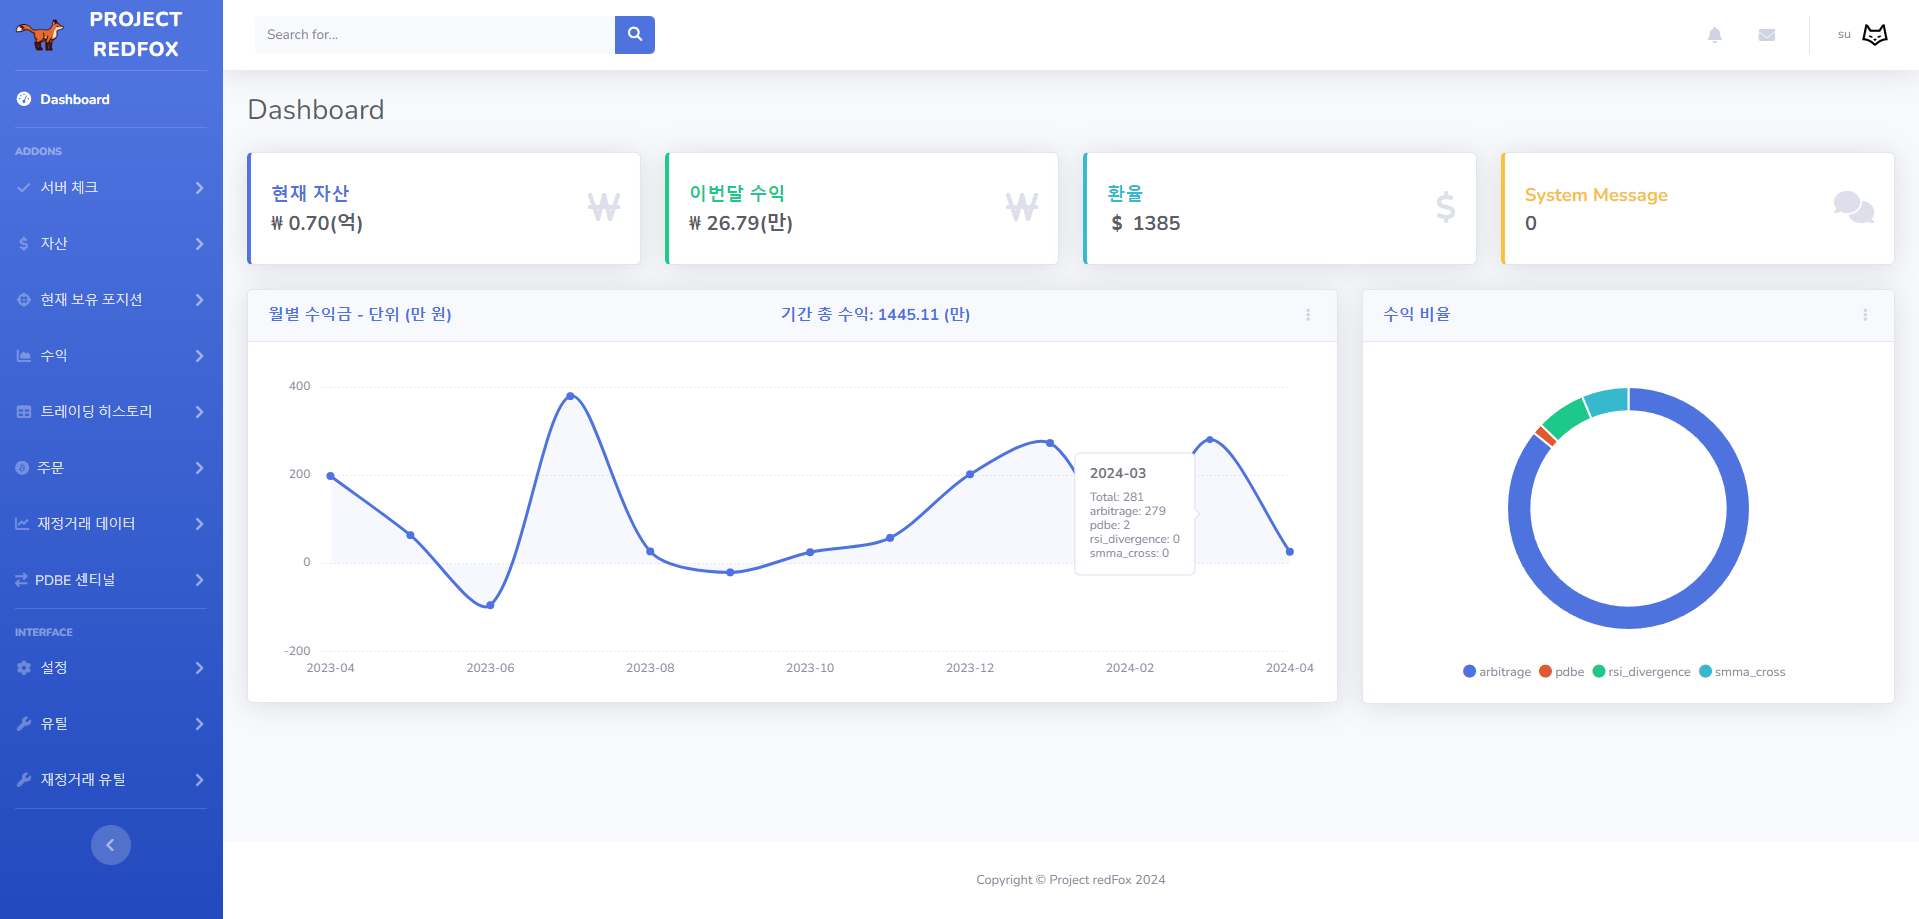 PROJECT
REDFOX
Dashboard
ADDONS
서버 체크
자산
현재 보유 포지션
수익
트레이딩 히스토리
주문
재정거래 데이터
PDBE 센티널
INTERFACE
설정
유틸
재정거래 유틸
Search for...
su
Dashboard
현재 자산
₩ 0.70(억)
이번달 수익
₩ 26.79(만)
환율
$ 1385
System Message
0
월별 수익금 - 단위 (만 원)
기간 총 수익: 1445.11 (만)
400
200
0
-200
2023-04
2023-06
2023-08
2023-10
2023-12
2024-02
2024-04
2024-03
Total: 281
arbitrage: 279
pdbe: 2
rsi_divergence: 0
smma_cross: 0
수익 비율
arbitrage
pdbe
rsi_divergence
smma_cross
Copyright © Project redFox 2024